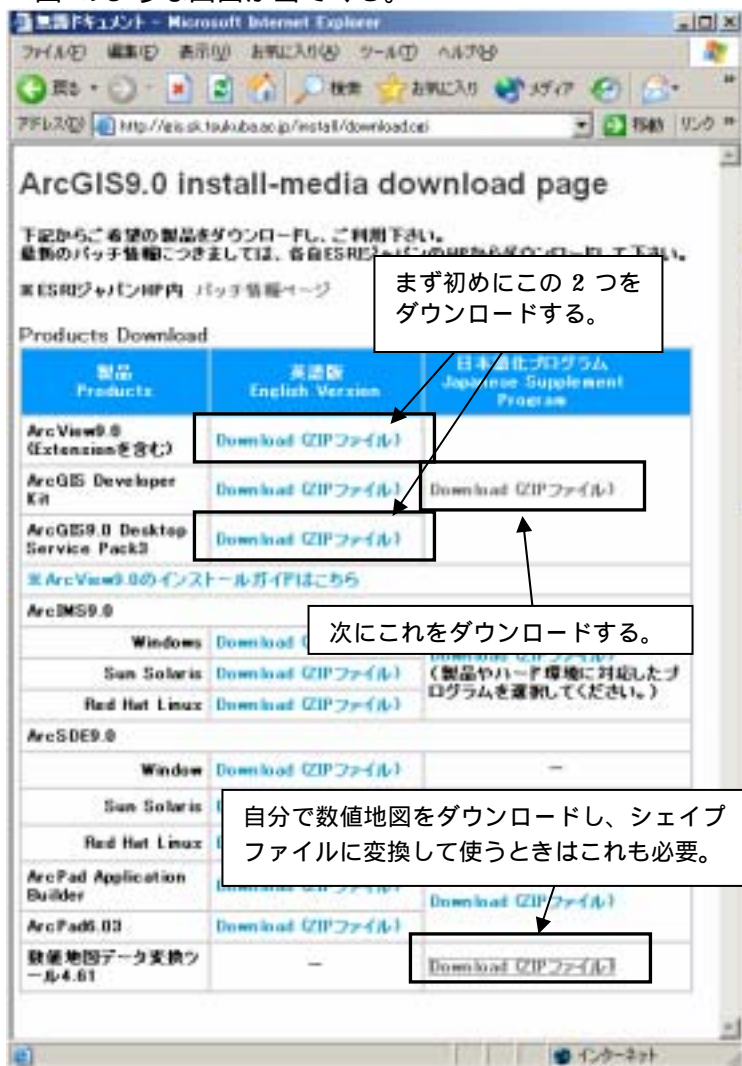 無題ドキュメント - Microsoft Internet Explorer
ファイル(F) 編集(E) 表示(V) お気に入り(A) ツール(T) ヘルプ(H)
戻る 検索 お気に入り メディア
アドレス(D) 移動 リンク
ArcGIS9.0 install-media download page
下記からご希望の製品をダウンロードし、ご利用下さい。
最新のパッチ情報につきましては、各自ESRIジャパンのHPからダウンロードして下さい。
※ESRIジャパンHP内 パッチ情報ページ
まず初めにこの 2 つを
ダウンロードする。
Products Download
製品 英語版 日本語化プログラム
Products English Version Japanese Supplement
Program
ArcView9.0
(Extensionを含む) Download (ZIPファイル)
ArcGIS Developer
Kit Download (ZIPファイル) Download (ZIPファイル)
ArcGIS9.0 Desktop
Service Pack3 Download (ZIPファイル)
※ArcView9.0のインストールガイドはこちら
ArcIMS9.0
次にこれをダウンロードする。
Windows Download
Sun Solaris Download (ZIPファイル) (製品やハード環境に対応したプ
ログラムを選択してください。)
Red Hat Linux Download (ZIPファイル)
ArcSDE9.0
Window Download (ZIPファイル) ―
Sun Solaris
自分で数値地図をダウンロードし、シェイプ
ファイルに変換して使うときはこれも必要。
Red Hat Linux
ArcPad Application
Builder Download (ZIPファイル)
ArcPad6.03 Download (ZIPファイル)
数値地図データ変換ツ
ール4.61 ― Download (ZIPファイル)
インターネット